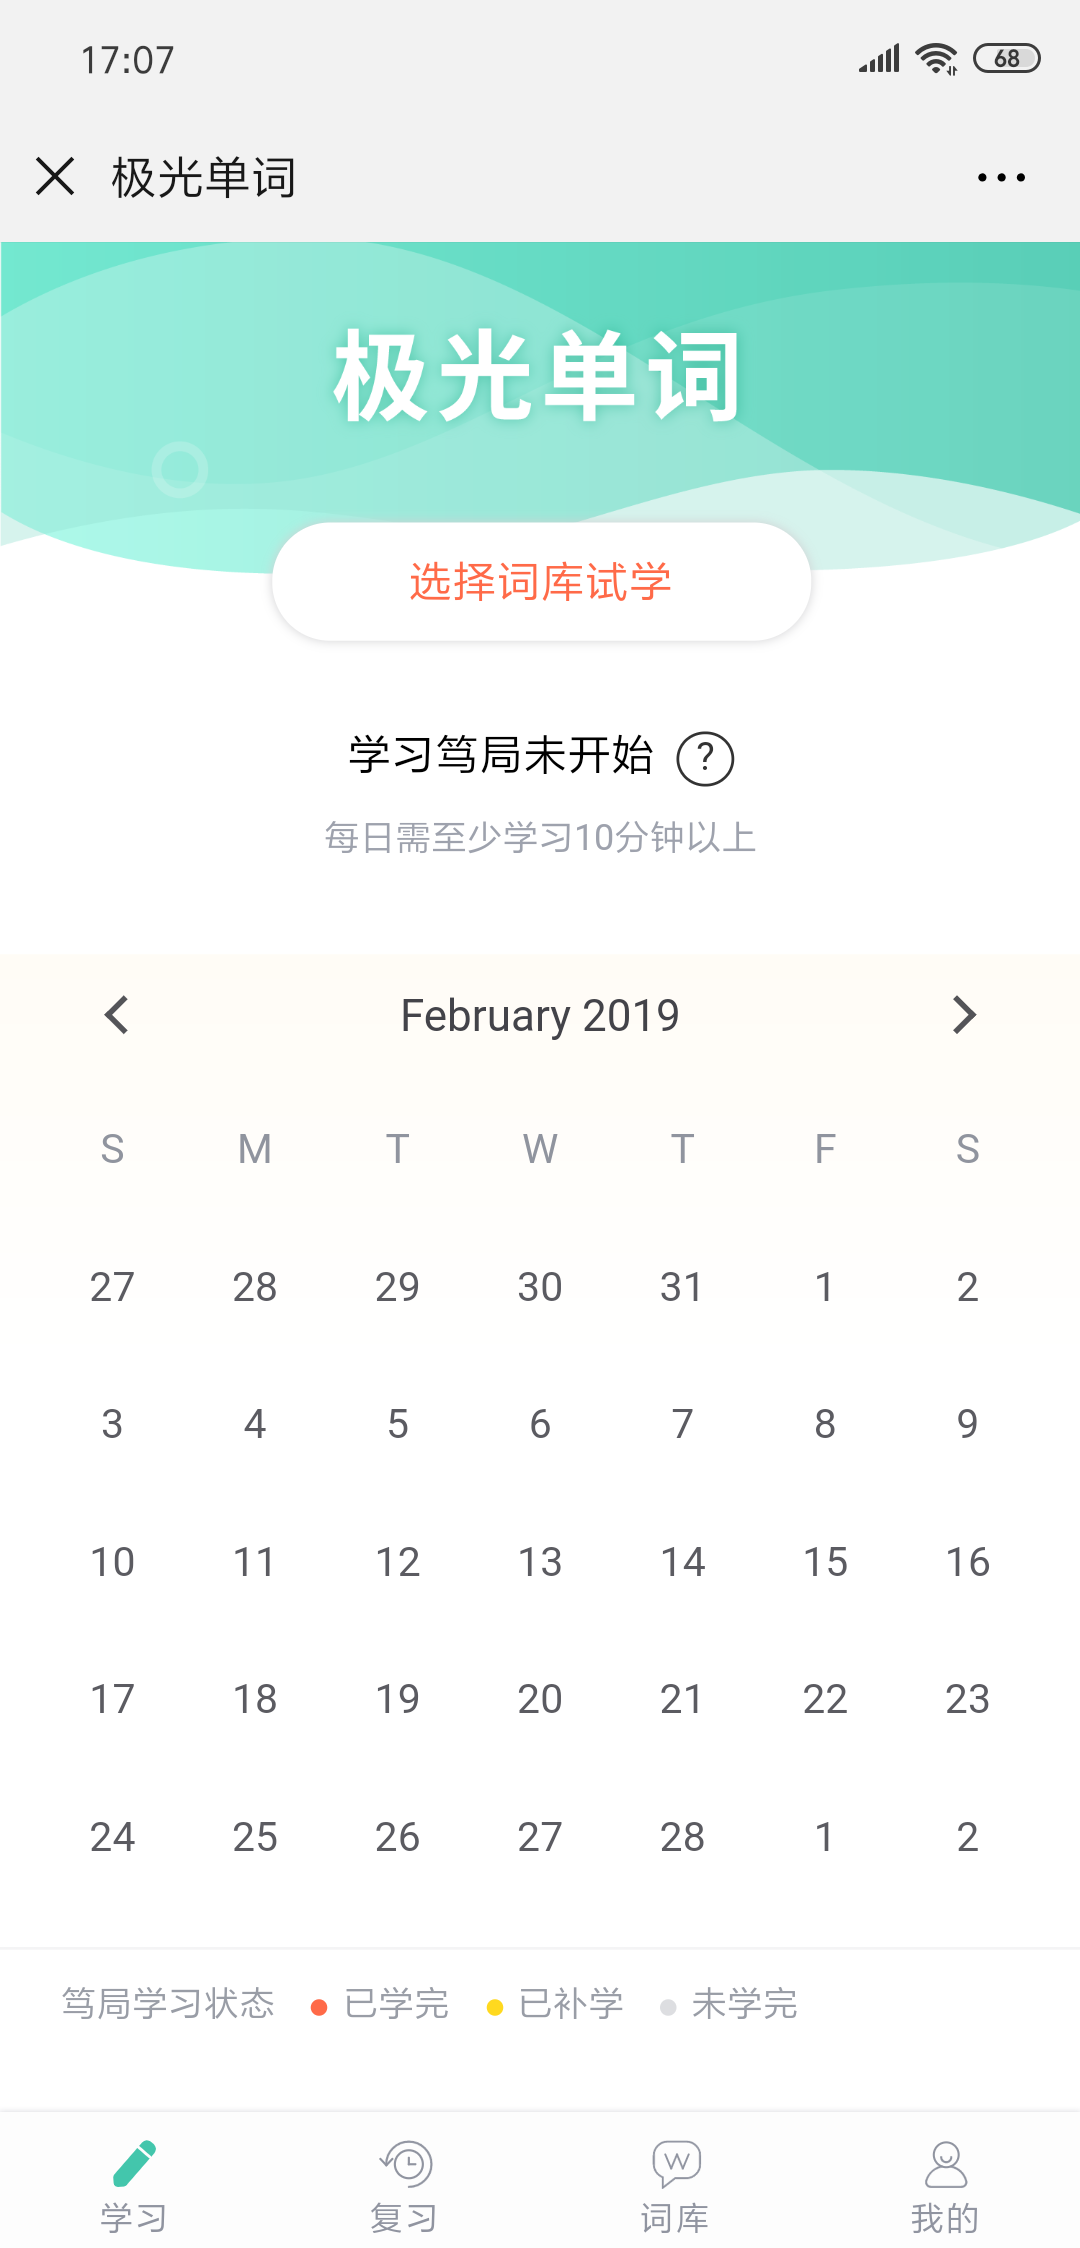 17:07
68
极光单词
极光单词
选择词库试学
学习笃局未开始 ?
每日需至少学习10分钟以上
February 2019
S M T W T F S
27 28 29 30 31 1 2
3 4 5 6 7 8 9
10 11 12 13 14 15 16
17 18 19 20 21 22 23
24 25 26 27 28 1 2
笃局学习状态 已学完 已补学 未学完
W
学习 复习 词库 我的